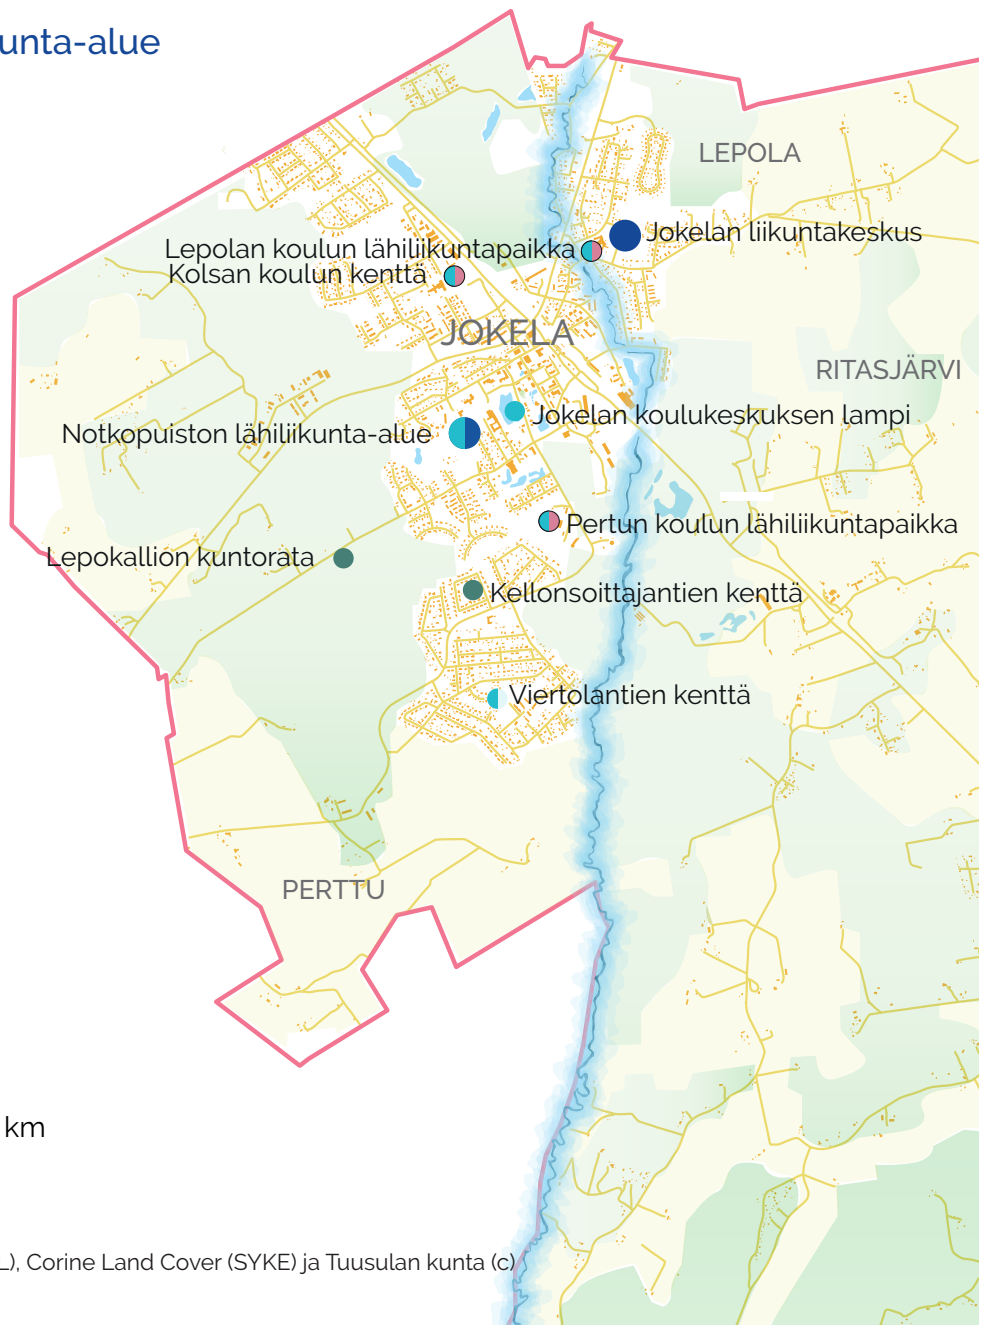 unta-alue
LEPOLA
Jokelan liikuntakeskus
Lepolan koulun lähiliikuntapaikka
Kolsan koulun kenttä
JOKELA
RITASJÄRVI
Jokelan koulukeskuksen lampi
Notkopuiston lähiliikunta-alue
Pertun koulun lähiliikuntapaikka
Lepokallion kuntorata
Kellonsoittajantien kenttä
Viertolantien kenttä
PERTTU
km
L), Corine Land Cover (SYKE) ja Tuusulan kunta (c)